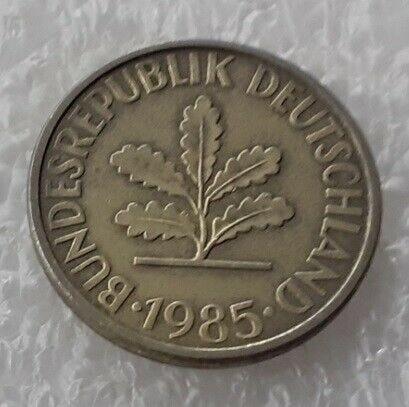 BUNDESREPUBLIK DEUTSCHLAND
·1985·